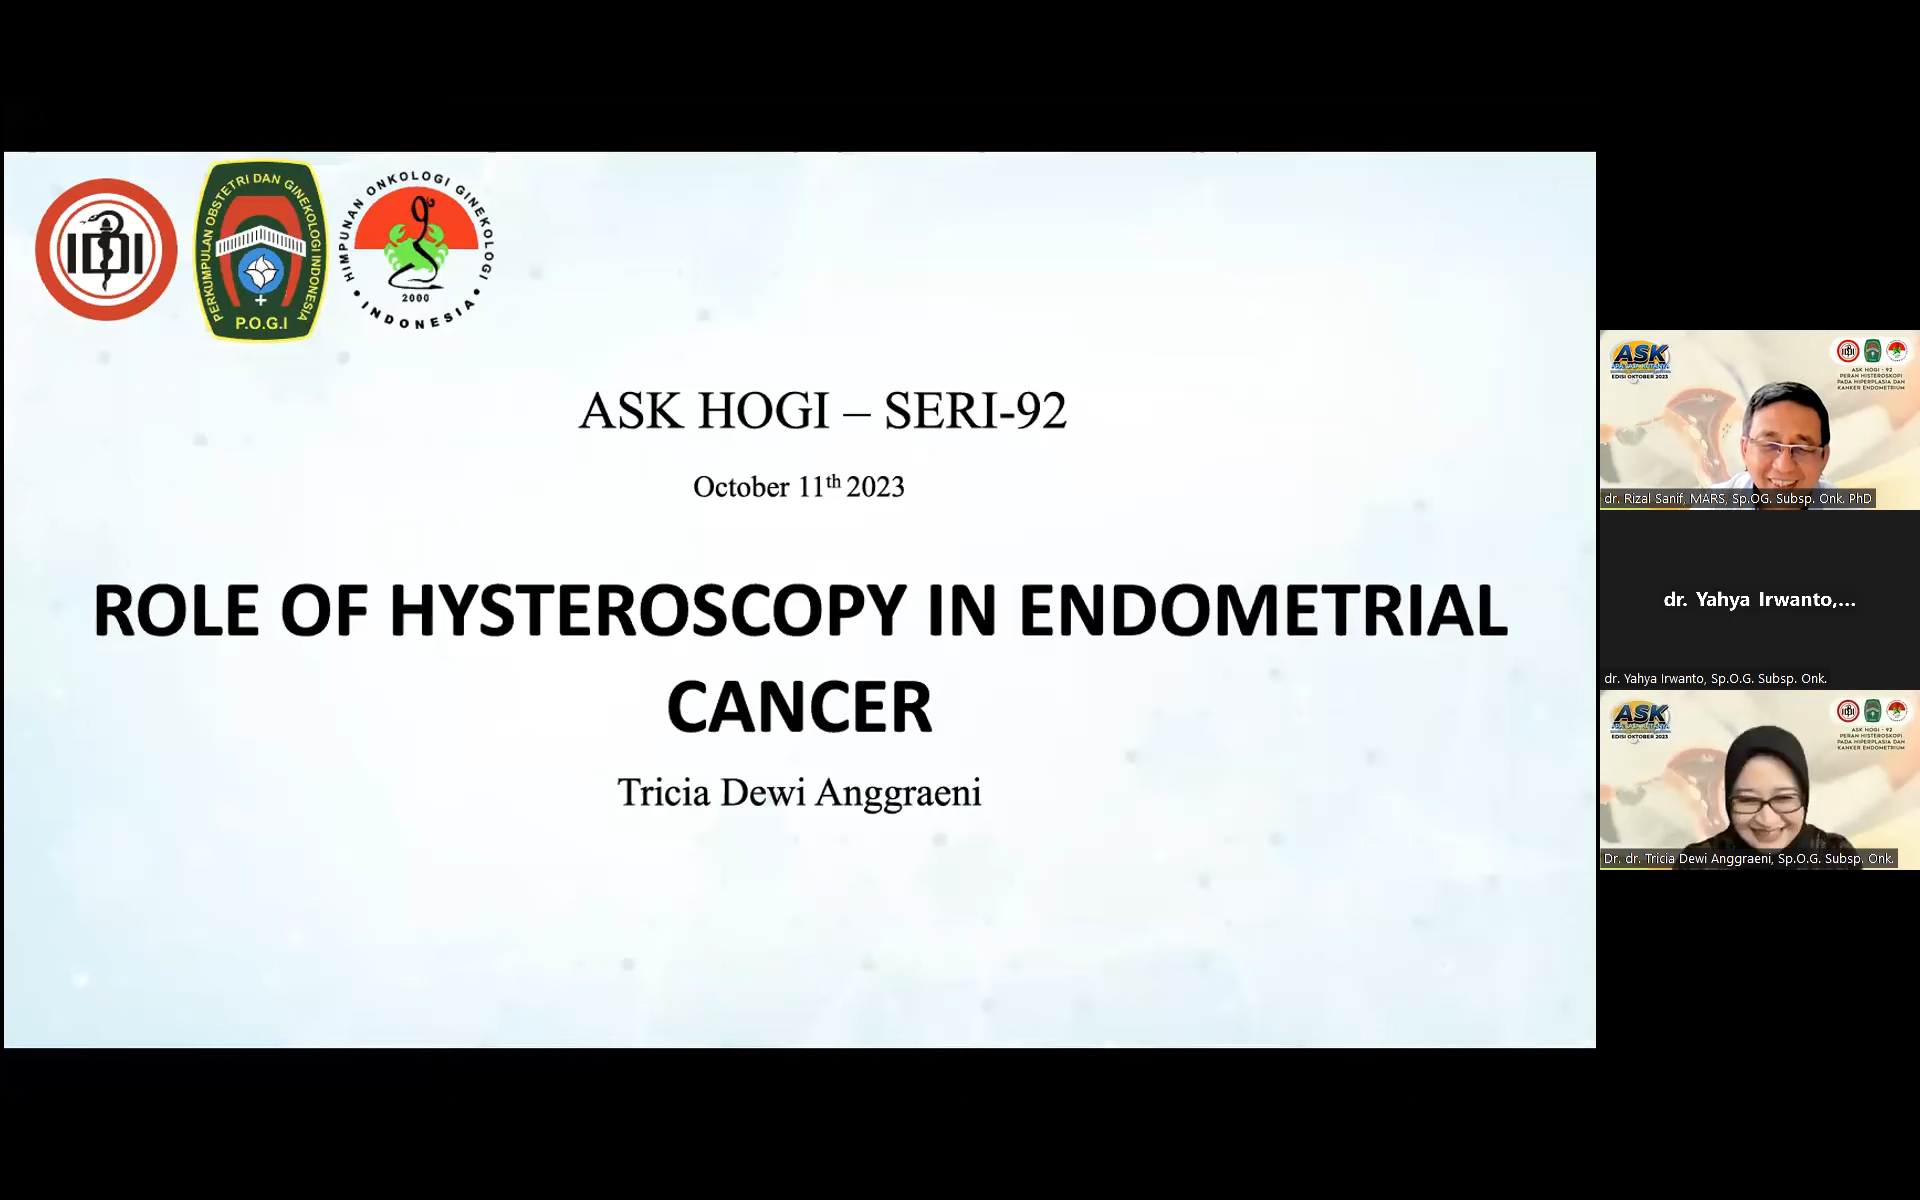 IDI
PERKUMPULAN OBSTETRI DAN GINEKOLOGI INDONESIA
P.O.G.I
HIMPUNAN ONKOLOGI GINEKOLOGI
2000
• INDONESIA •
ASK HOGI – SERI-92
October 11th 2023
ROLE OF HYSTEROSCOPY IN ENDOMETRIAL
CANCER
Tricia Dewi Anggraeni
ASK
EDISI OKTOBER 2023
ASK HOGI - 92
PERAN HISTEROSKOPI
PADA HIPERPLASIA DAN
KANKER ENDOMETRIUM
dr. Rizal Sanif, MARS, Sp.OG. Subsp. Onk. PhD
dr. Yahya Irwanto,...
dr. Yahya Irwanto, Sp.O.G. Subsp. Onk.
ASK
EDISI OKTOBER 2023
ASK HOGI - 92
PERAN HISTEROSKOPI
PADA HIPERPLASIA DAN
KANKER ENDOMETRIUM
Dr. dr. Tricia Dewi Anggraeni, Sp.O.G. Subsp. Onk.